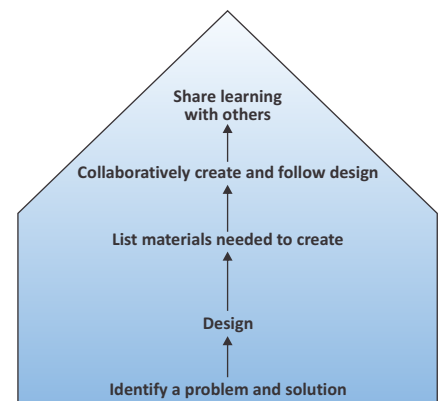 Share learning
with others
Collaboratively create and follow design
List materials needed to create
Design
Identify a problem and solution